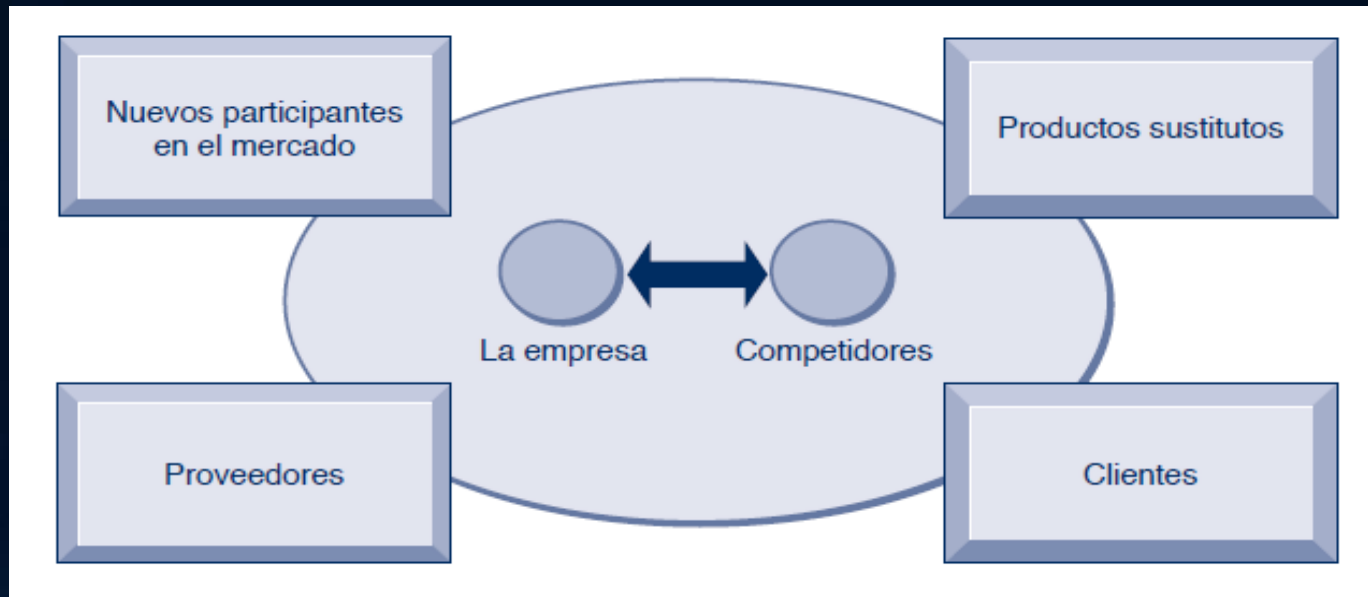 Nuevos participantes
en el mercado
Productos sustitutos
La empresa
Competidores
Proveedores
Clientes